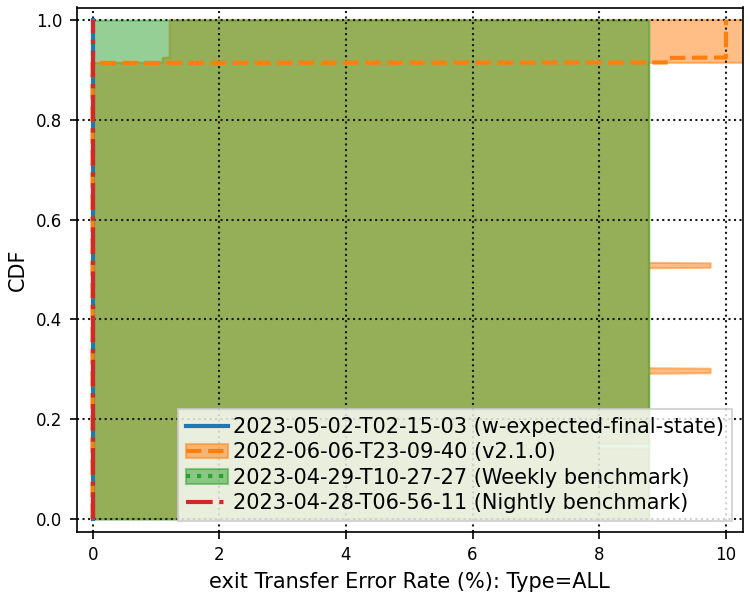 1.0
0.8
0.6
0.4
0.2
0.0
CDF
2023-05-02-T02-15-03 (w-expected-final-state)
2022-06-06-T23-09-40 (v2.1.0)
2023-04-29-T10-27-27 (Weekly benchmark)
2023-04-28-T06-56-11 (Nightly benchmark)
0 2 4 6 8 10
exit Transfer Error Rate (%): Type=ALL